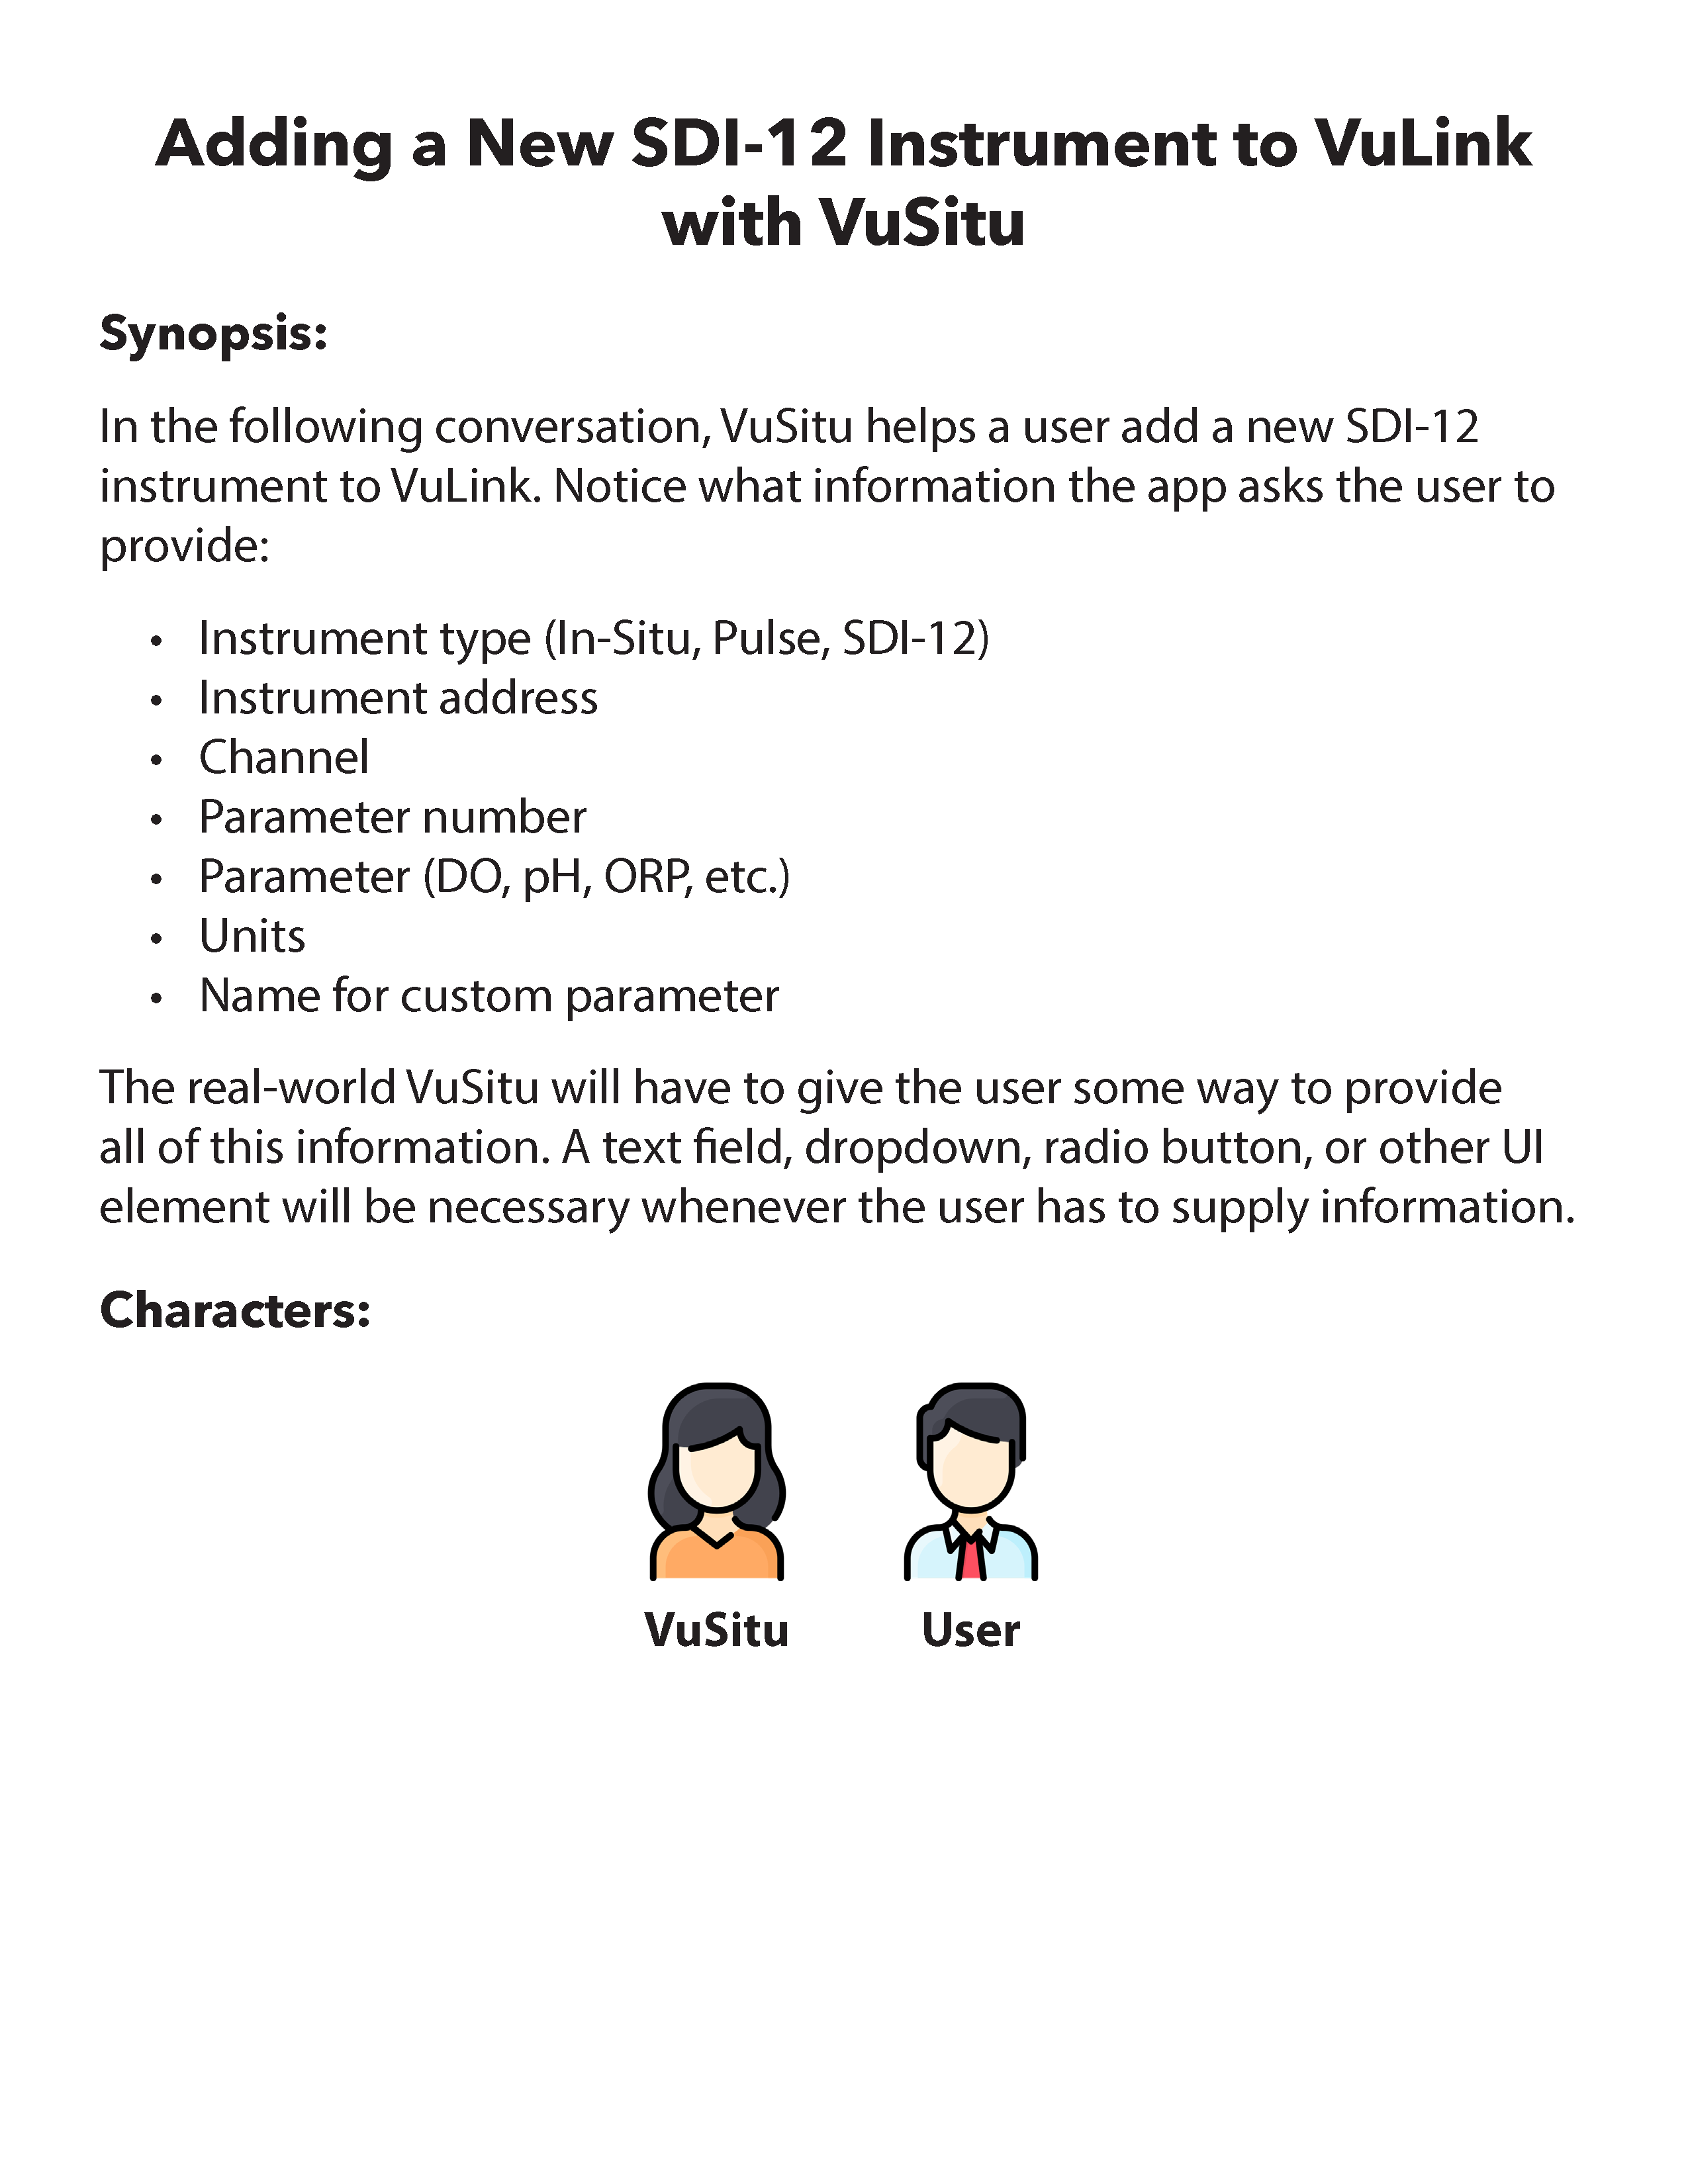 Adding a New SDI-12 Instrument to VuLink
with VuSitu
Synopsis:
In the following conversation, VuSitu helps a user add a new SDI-12
instrument to VuLink. Notice what information the app asks the user to
provide:
• Instrument type (In-Situ, Pulse, SDI-12)
• Instrument address
• Channel
• Parameter number
• Parameter (DO, pH, ORP, etc.)
• Units
• Name for custom parameter
The real-world VuSitu will have to give the user some way to provide
all of this information. A text field, dropdown, radio button, or other UI
element will be necessary whenever the user has to supply information.
Characters:
VuSitu User